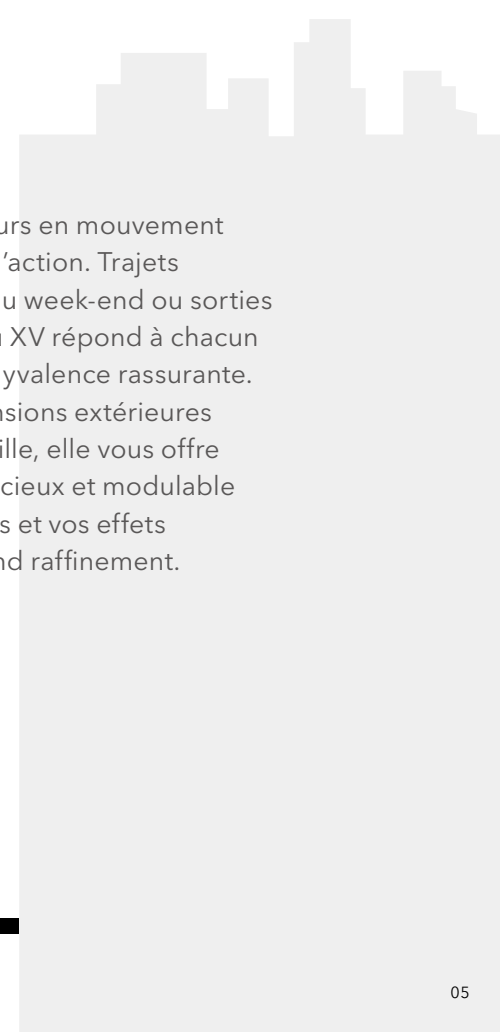 urs en mouvement
’action. Trajets
u week-end ou sorties
XV répond à chacun
yvalence rassurante.
nsions extérieures
ille, elle vous offre
cieux et modulable
s et vos effets
nd raffinement.
05